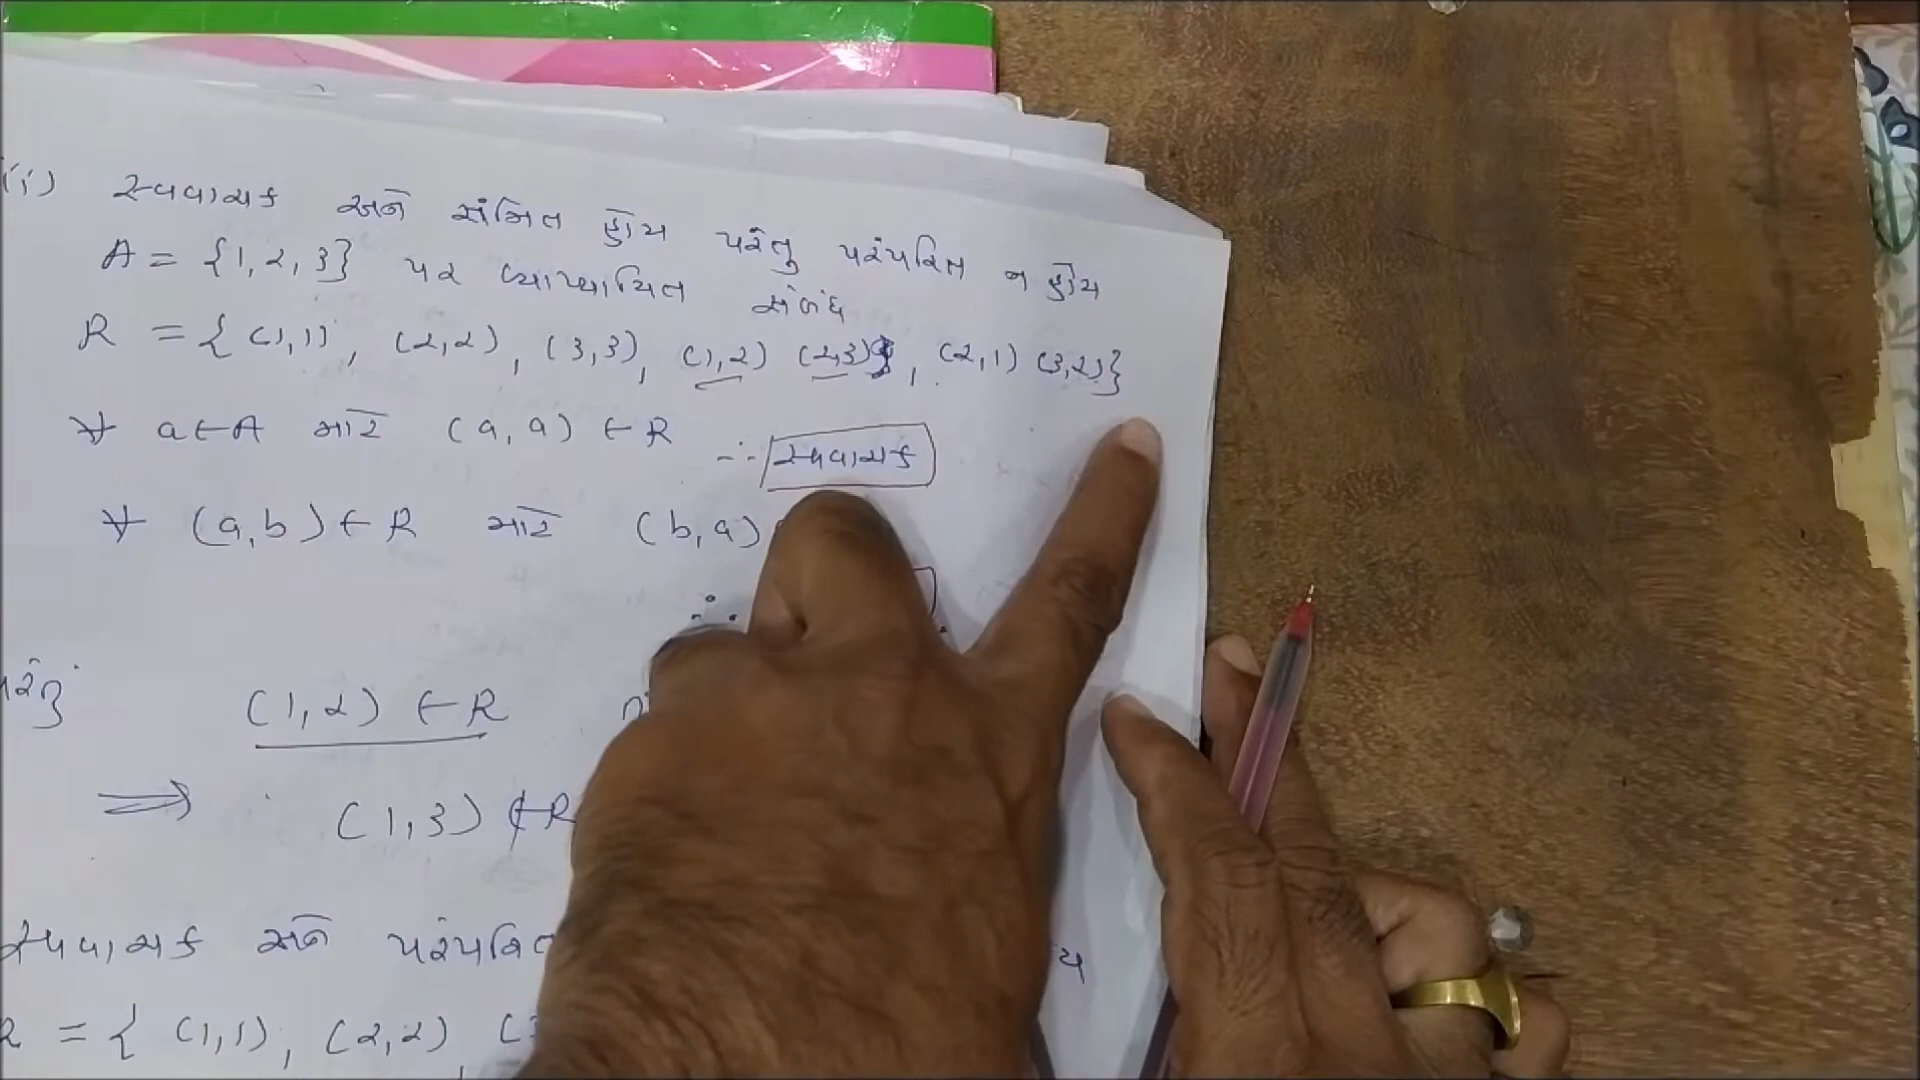 (i) સ્વવાચક અને સંમિત હોય પરંતુ પરંપરિત ન હોય
A = {1, 2, 3} પર વ્યાખ્યાયિત સંબંધ
R = { (1,1), (2,2), (3,3), (1,2) (2,3), (2,1) (3,2)}
∀ a ∈ A માટે (a, a) ∈ R ∴ સ્વવાચક
∀ (a,b) ∈ R માટે (b, a)
∴
(1,2) ∈ R
⇒ (1,3) ∉ R
સ્વવાચક અને પરંપરિત ય
R = { (1,1), (2,2)